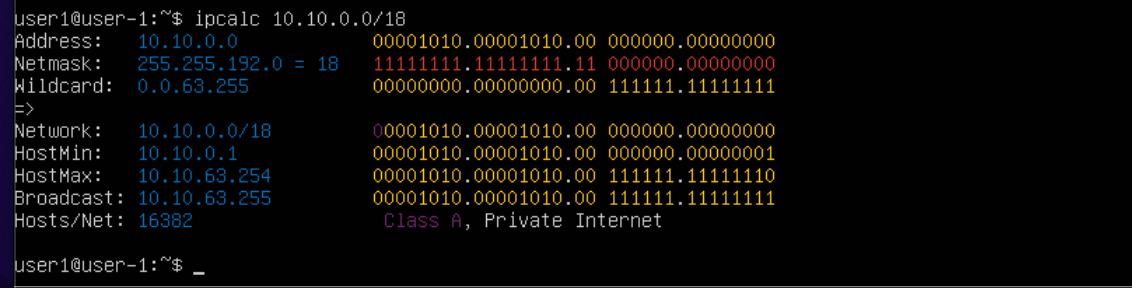 user1@user-1:~$ ipcalc 10.10.0.0/18
Address:   10.10.0.0            00001010.00001010.00 000000.00000000
Netmask:   255.255.192.0 = 18   11111111.11111111.11 000000.00000000
Wildcard:  0.0.63.255           00000000.00000000.00 111111.11111111
=>
Network:   10.10.0.0/18         00001010.00001010.00 000000.00000000
HostMin:   10.10.0.1            00001010.00001010.00 000000.00000001
HostMax:   10.10.63.254         00001010.00001010.00 111111.11111110
Broadcast: 10.10.63.255         00001010.00001010.00 111111.11111111
Hosts/Net: 16382                 Class A, Private Internet
user1@user-1:~$ _